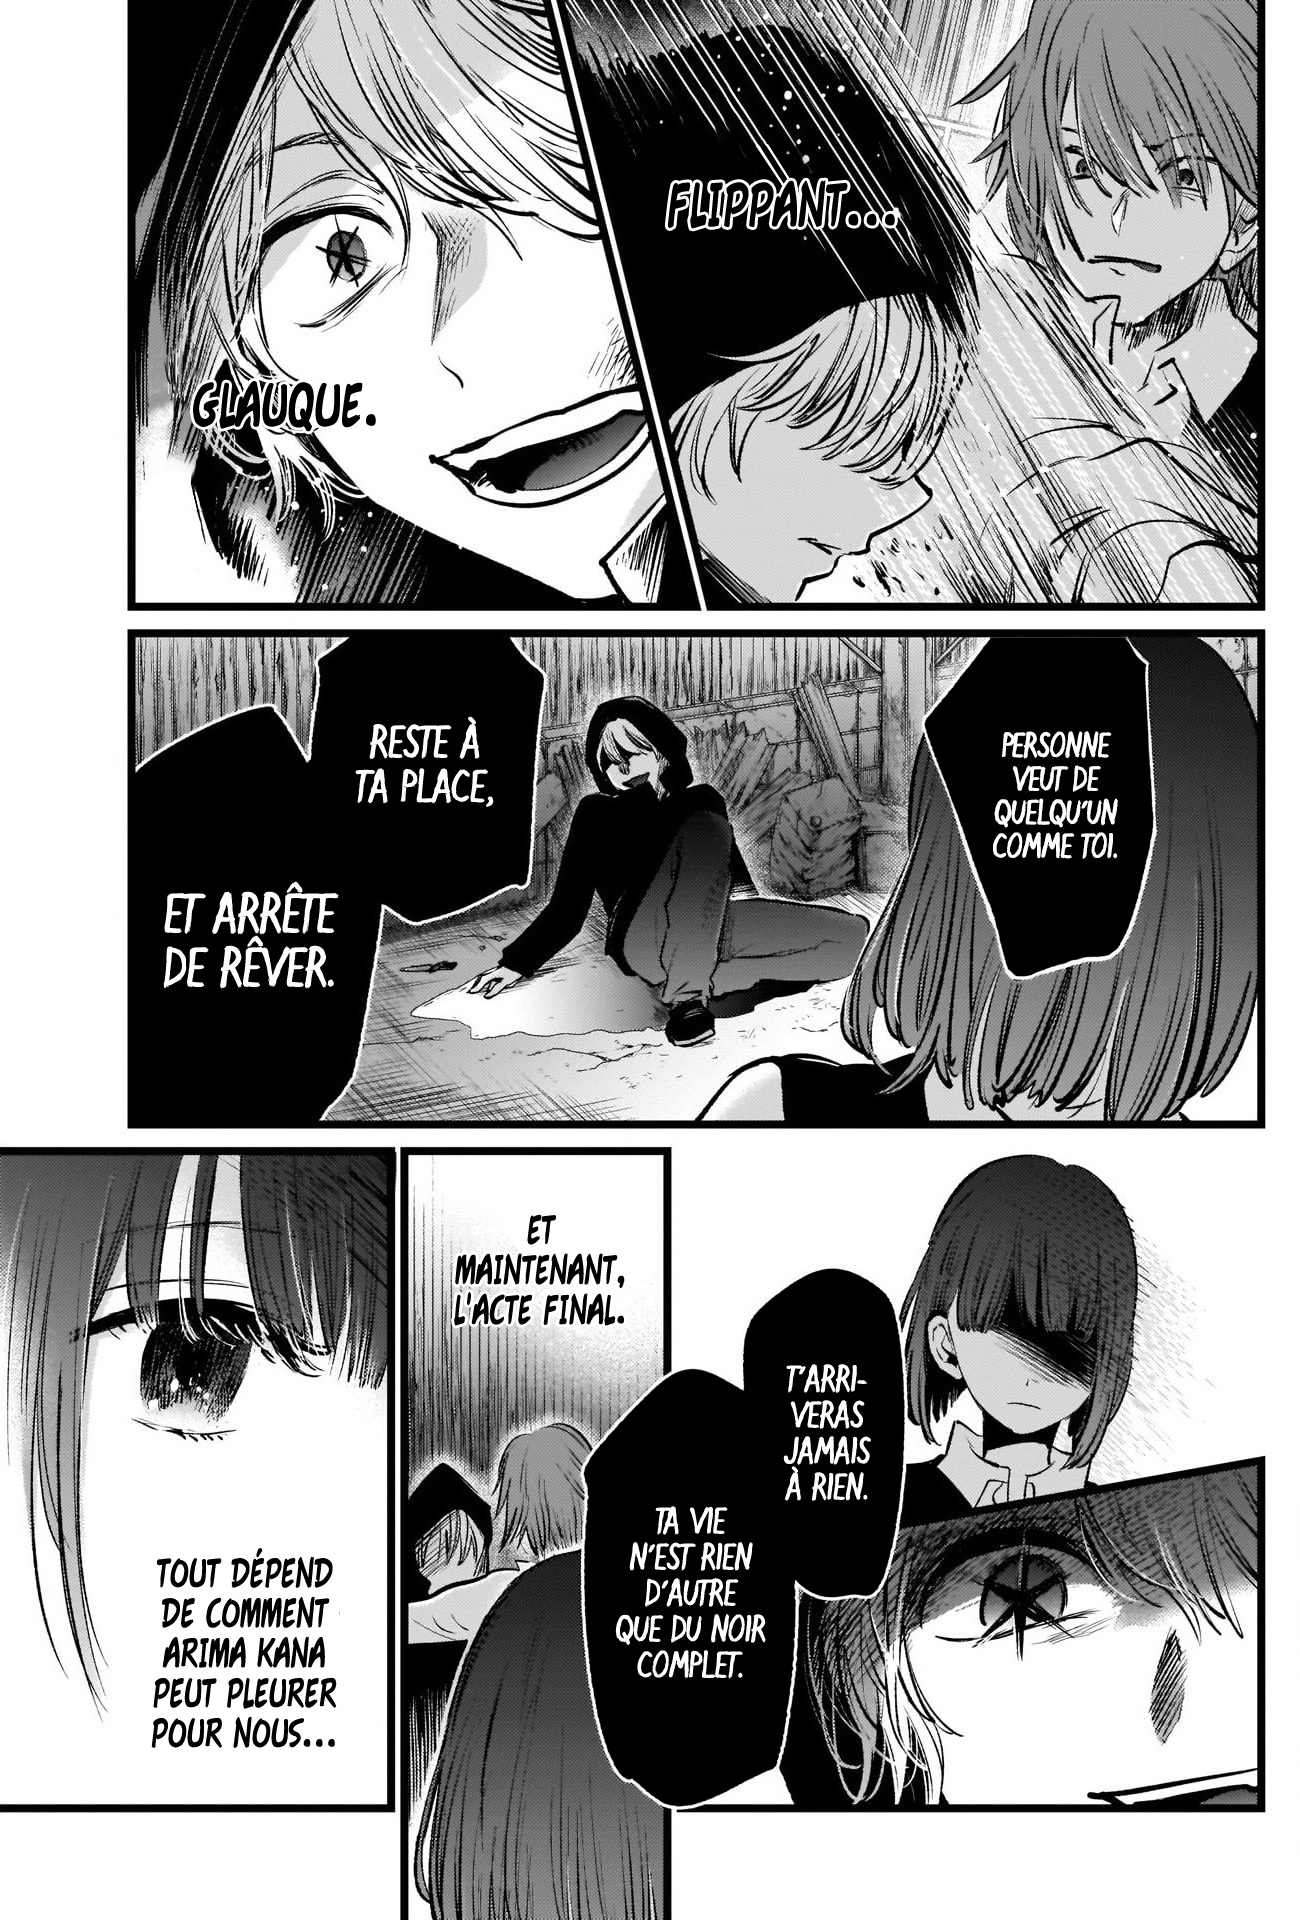 FLIPPANT...
GLAUQUE.
PERSONNE
VEUT DE
QUELQU'UN
COMME TOI.
RESTE À
TA PLACE,
ET ARRÊTE
DE RÊVER.
T'ARRI-
VERAS
JAMAIS
À RIEN.
TA VIE
N'EST RIEN
D'AUTRE
QUE DU NOIR
COMPLET.
ET
MAINTENANT,
L'ACTE FINAL.
TOUT DÉPEND
DE COMMENT
ARIMA KANA
PEUT PLEURER
POUR NOUS...